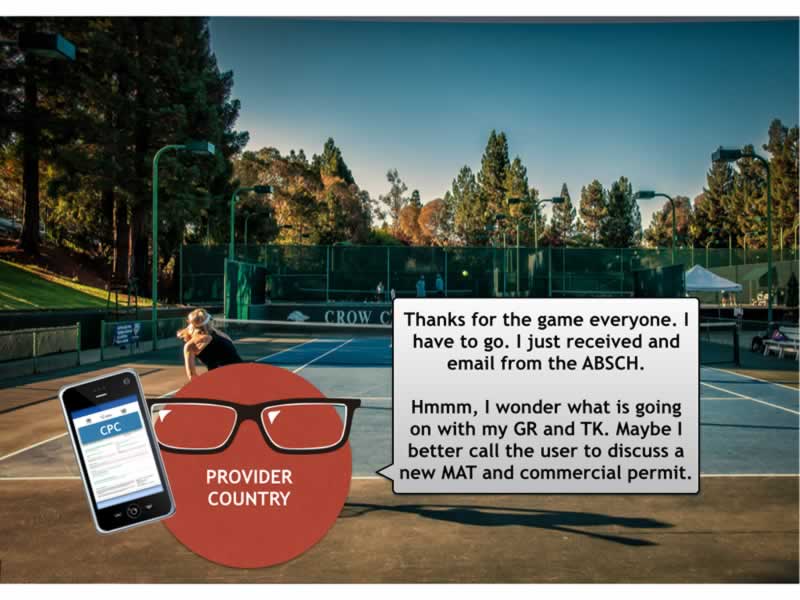 CROW C
Thanks for the game everyone. I
have to go. I just received and
email from the ABSCH.
Hmmm, I wonder what is going
on with my GR and TK. Maybe I
better call the user to discuss a
new MAT and commercial permit.
CPC
PROVIDER
COUNTRY